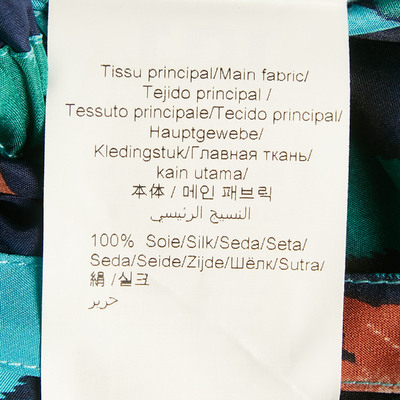 Tissu principal/Main fabric/
Tejido principal /
Tessuto principale/Tecido principal/
Hauptgewebe/
Kledingstuk/Главная ткань/
kain utama/
本体 / 메인 패브릭
النسيج الرئيسي
100% Soie/Silk/Seda/Seta/
Seda/Seide/Zijde/Шёлк/Sutra/
絹 /실크
حرير